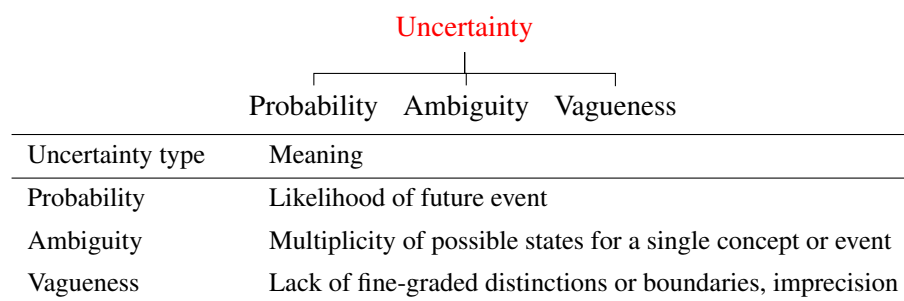 Uncertainty
Probability Ambiguity Vagueness
Uncertainty type Meaning
Probability Likelihood of future event
Ambiguity Multiplicity of possible states for a single concept or event
Vagueness Lack of fine-graded distinctions or boundaries, imprecision